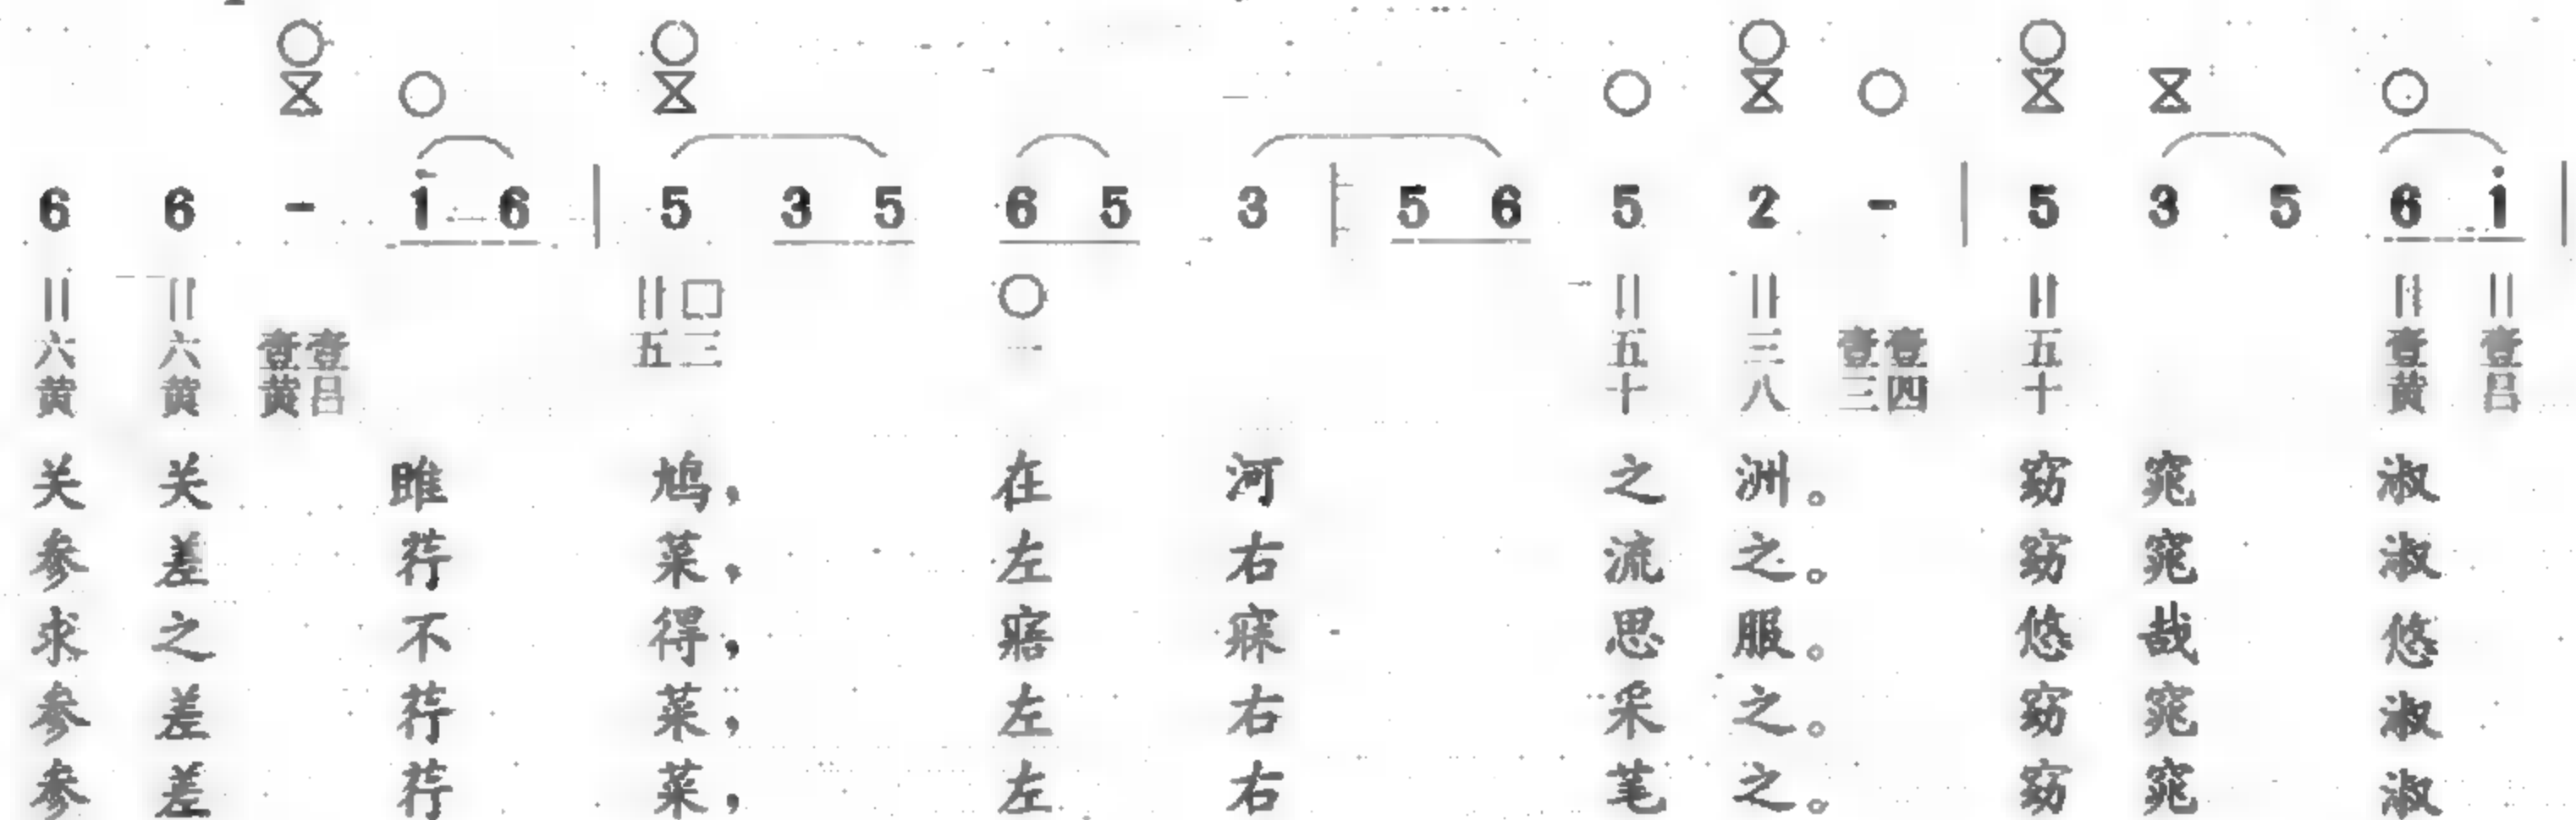 6 6 - i 6 | 5 3 5 6 5 3 | 5 6 5 2 - | 5 3 5 6 i |
六 六 壹壹 五三 一 五 三 壹壹 五 壹 壹
黄 黄 黄吕 十 八 三四 十 黄 吕
关 关 雎 鸠， 在 河 之 洲。 窈 窕 淑
参 差 荇 菜， 左 右 流 之。 窈 窕 淑
求 之 不 得， 寤 寐 思 服。 悠 哉 悠
参 差 荇 菜， 左 右 采 之。 窈 窕 淑
参 差 荇 菜， 左 右 芼 之。 窈 窕 淑